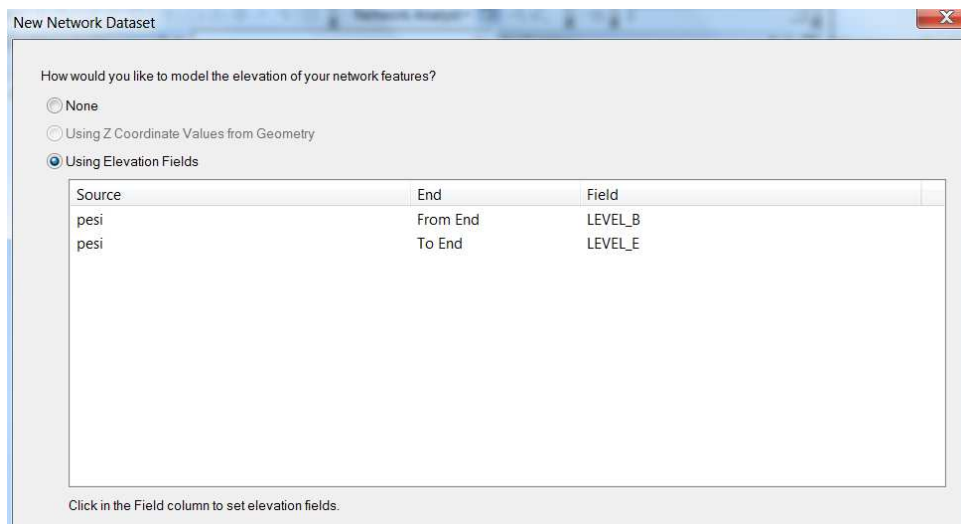 New Network Dataset
Network Analyst
How would you like to model the elevation of your network features?
None
Using Z Coordinate Values from Geometry
Using Elevation Fields
Source End Field
pesi From End LEVEL_B
pesi To End LEVEL_E
Click in the Field column to set elevation fields.